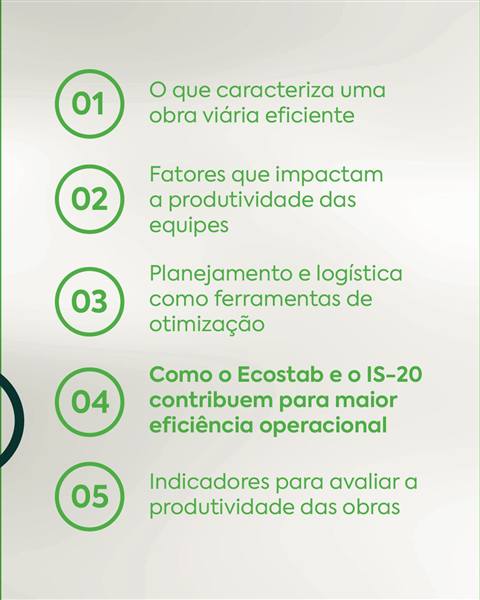 01
O que caracteriza uma
obra viária eficiente
02
Fatores que impactam
a produtividade das
equipes
03
Planejamento e logística
como ferramentas de
otimização
04
Como o Ecostab e o IS-20
contribuem para maior
eficiência operacional
05
Indicadores para avaliar a
produtividade das obras